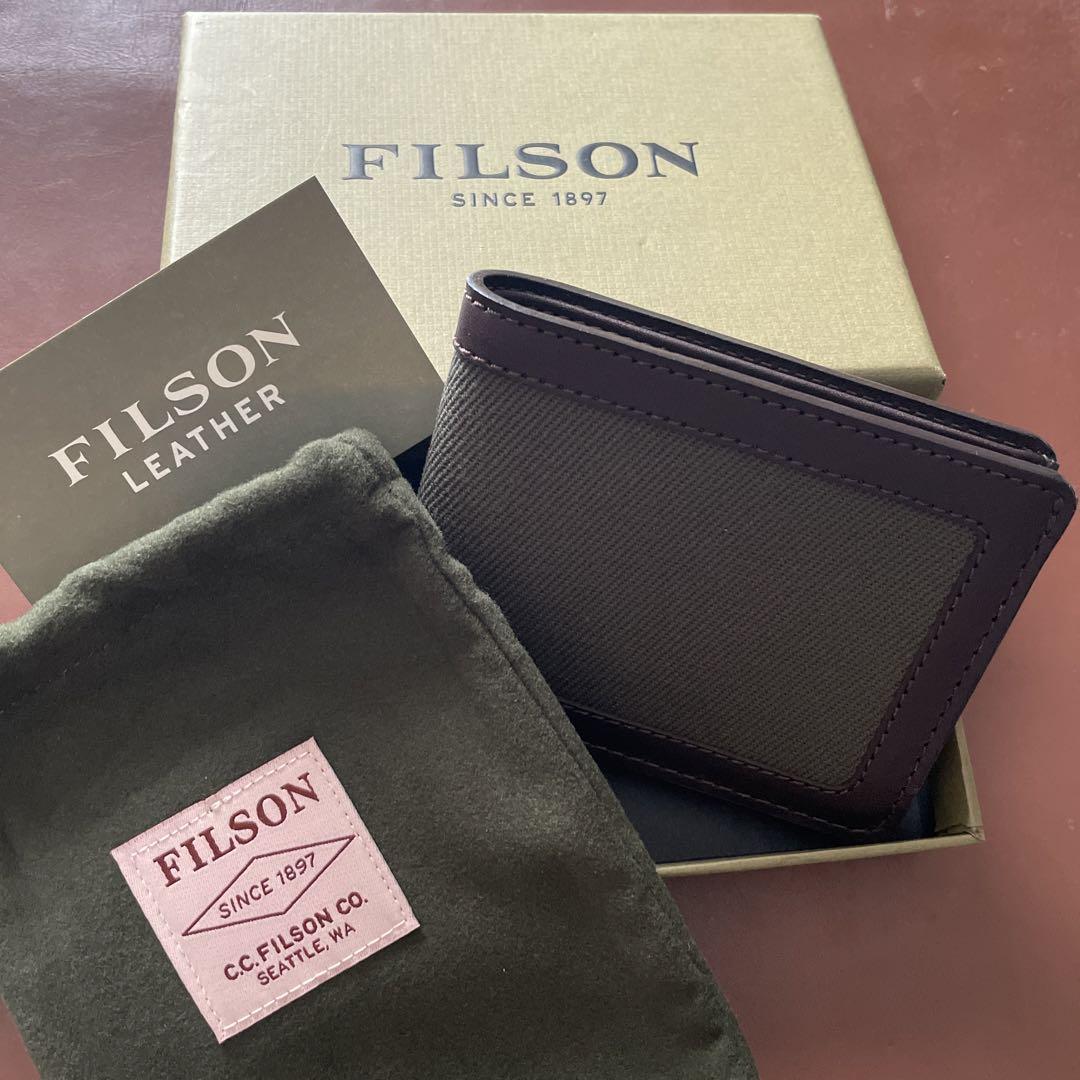 FILSON
SINCE 1897
FILSON
LEATHER
FILSON
SINCE 1897
C.C. FILSON CO.
SEATTLE, WA